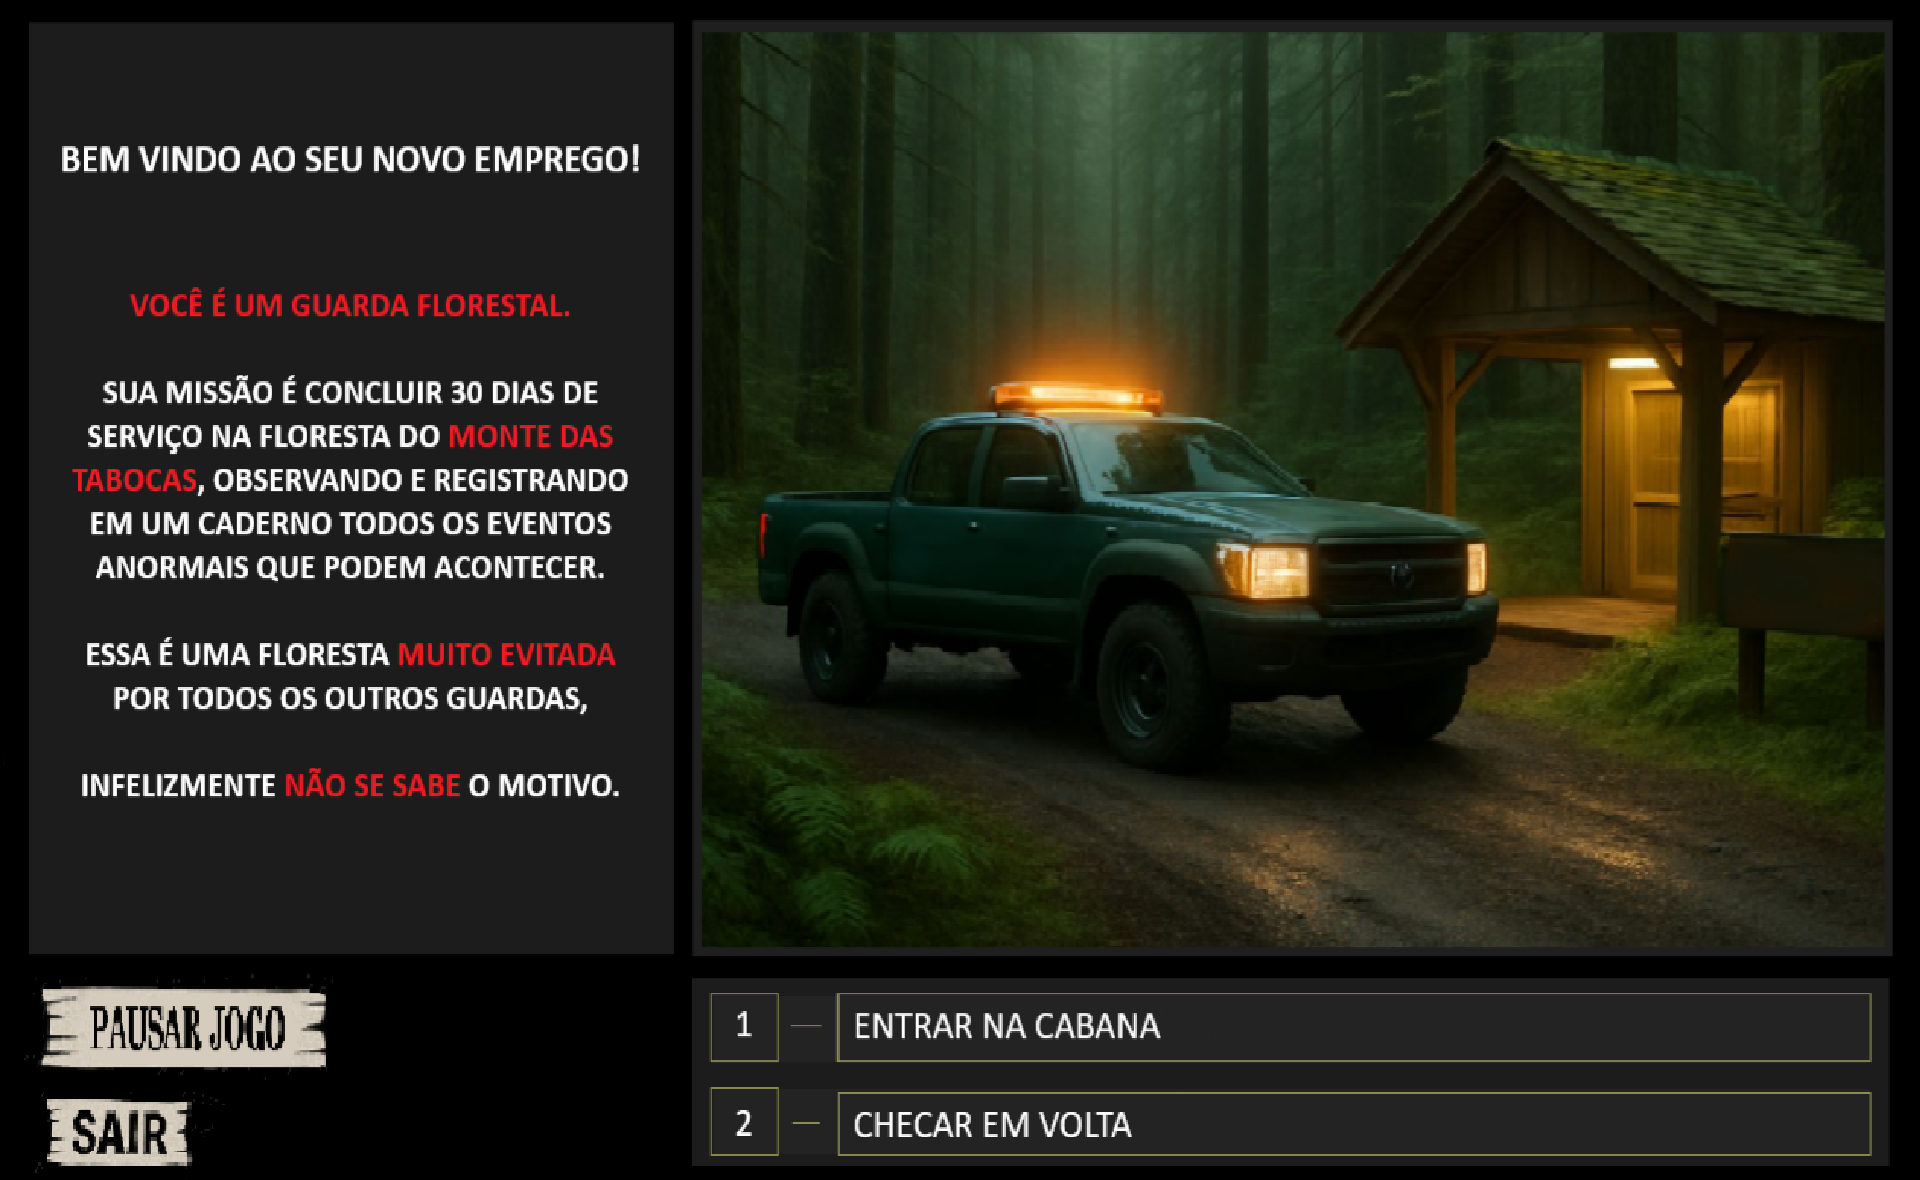 BEM VINDO AO SEU NOVO EMPREGO!
VOCÊ É UM GUARDA FLORESTAL.
SUA MISSÃO É CONCLUIR 30 DIAS DE
SERVIÇO NA FLORESTA DO MONTE DAS
TABOCAS, OBSERVANDO E REGISTRANDO
EM UM CADERNO TODOS OS EVENTOS
ANORMAIS QUE PODEM ACONTECER.
ESSA É UMA FLORESTA MUITO EVITADA
POR TODOS OS OUTROS GUARDAS,
INFELIZMENTE NÃO SE SABE O MOTIVO.
PAUSAR JOGO
SAIR
1 — ENTRAR NA CABANA
2 — CHECAR EM VOLTA